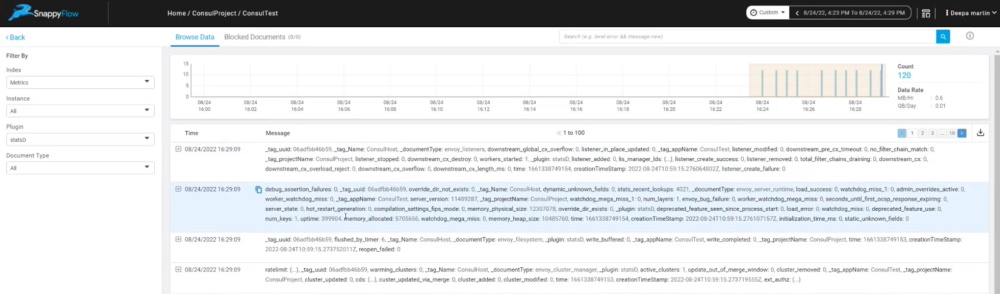 SnappyFlow
Home / ConsulProject / ConsulTest
Custom
8/24/22, 4:23 PM To 8/24/22, 4:29 PM
Deepa martin
Back
Browse Data
Blocked Documents (0/0)
Search (e.g. level:error && message:new)
Filter By
Index
Metrics
Instance
All
Plugin
statsD
Document Type
All
15
10
5
0
08/24 16:00
08/24 16:02
08/24 16:04
08/24 16:06
08/24 16:08
08/24 16:10
08/24 16:12
08/24 16:14
08/24 16:16
08/24 16:18
08/24 16:20
08/24 16:22
08/24 16:24
08/24 16:26
08/24 16:28
Count
120
Data Rate
MB/Hr : 0.6
GB/Day : 0.01
Time
Message
1 to 100
1 2 3 ... 10
08/24/2022 16:29:09
_tag_uuid: 06adfbb46b59, _tag_Name: ConsulHost, _documentType: envoy_listeners, downstream_global_cx_overflow: 0, listener_in_place_updated: 0, _tag_appName: ConsulTest, listener_modified: 0, downstream_pre_cx_timeout: 0, no_filter_chain_match: 0,
_tag_projectName: ConsulProject, listener_stopped: 0, downstream_cx_destroy: 0, workers_started: 1, _plugin: statsD, listener_added: 0, lis_manager_lds: {...}, listener_create_success: 0, listener_removed: 0, total_filter_chains_draining: 0, downstream_cx: 0,
downstream_cx_overload_reject: 0, downstream_cx_overflow: 0, downstream_cx_length_ms: 0, time: 1661338749154, creationTimeStamp: 2022-08-24T10:59:15.276064803Z, listener_create_failure: 0,
08/24/2022 16:29:09
debug_assertion_failures: 0, _tag_uuid: 06adfbb46b59, override_dir_not_exists: 0, _tag_Name: ConsulHost, dynamic_unknown_fields: 0, stats_recent_lookups: 4021, _documentType: envoy_server_runtime, load_success: 0, watchdog_miss_1: 0, admin_overrides_active: 0,
worker_watchdog_miss: 0, _tag_appName: ConsulTest, server_version: 11489287, _tag_projectName: ConsulProject, watchdog_mega_miss_1: 0, num_layers: 1, envoy_bug_failure: 0, worker_watchdog_mega_miss: 0, seconds_until_first_ocsp_response_expiring: 0,
server_state: 0, hot_restart_generation: 0, compilation_settings_fips_mode: 0, memory_physical_size: 12307078, override_dir_exists: 0, _plugin: statsD, deprecated_feature_seen_since_process_start: 0, load_error: 0, watchdog_miss: 0, deprecated_feature_use: 0,
num_keys: 1, uptime: 399904, memory_allocated: 5705656, watchdog_mega_miss: 0, memory_heap_size: 10485760, time: 1661338749154, creationTimeStamp: 2022-08-24T10:59:15.276107157Z, initialization_time_ms: 0, static_unknown_fields: 0
08/24/2022 16:29:09
_tag_uuid: 06adfbb46b59, flushed_by_timer: 6, _tag_Name: ConsulHost, _documentType: envoy_filesystem, _plugin: statsD, write_buffered: 0, _tag_appName: ConsulTest, write_completed: 0, _tag_projectName: ConsulProject, time: 1661338749153, creationTimeStamp:
2022-08-24T10:59:15.273752011Z, reopen_failed: 0
08/24/2022 16:29:09
ratelimit: {...}, _tag_uuid: 06adfbb46b59, warming_clusters: 0, _tag_Name: ConsulHost, _documentType: envoy_cluster_manager, _plugin: statsD, active_clusters: 1, update_out_of_merge_window: 0, cluster_removed: 0, _tag_appName: ConsulTest, _tag_projectName:
ConsulProject, cluster_updated: 0, cds: {...}, cluster_updated_via_merge: 0, cluster_added: 0, cluster_modified: 0, time: 1661338749153, creationTimeStamp: 2022-08-24T10:59:15.273719555Z, ext_authz: {...}